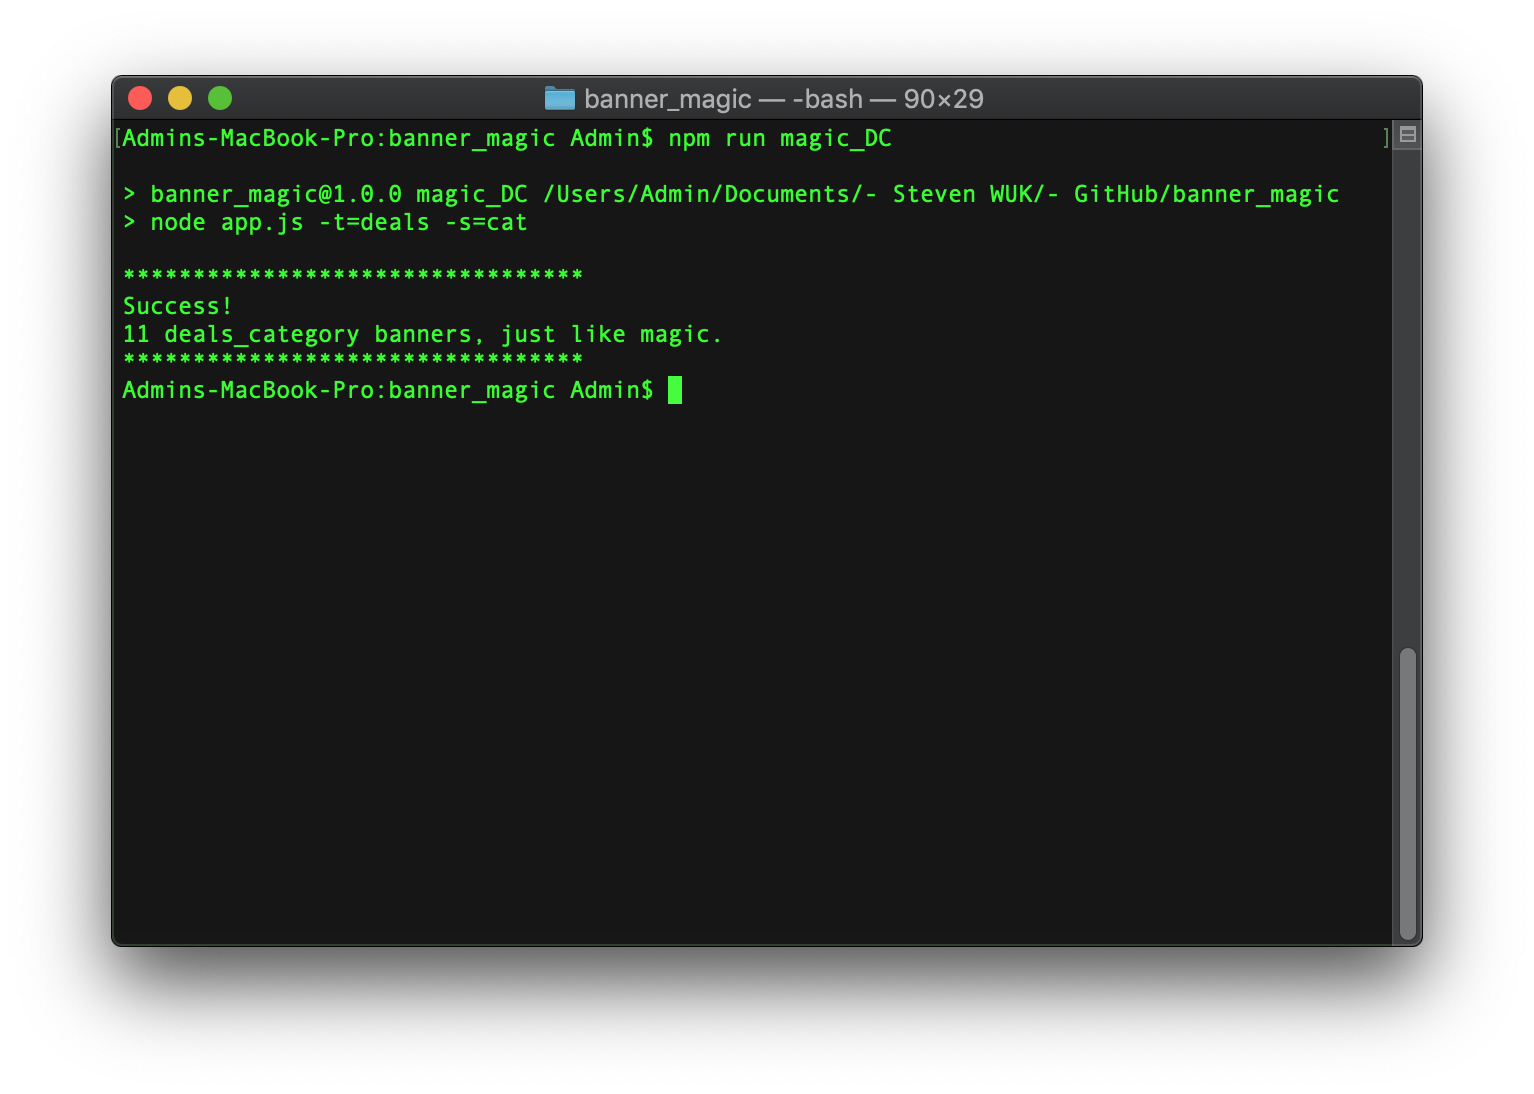 banner_magic — -bash — 90×29
[Admins-MacBook-Pro:banner_magic Admin$ npm run magic_DC ]
> banner_magic@1.0.0 magic_DC /Users/Admin/Documents/- Steven WUK/- GitHub/banner_magic
> node app.js -t=deals -s=cat
*********************************
Success!
11 deals_category banners, just like magic.
*********************************
Admins-MacBook-Pro:banner_magic Admin$